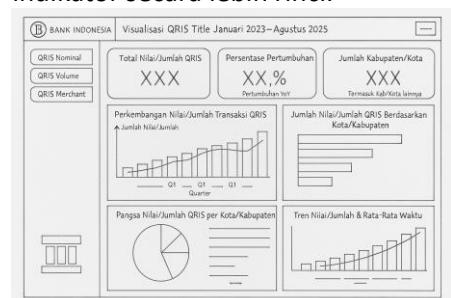 indikator secara lebih rinci.
BANK INDONESIA
Visualisasi QRIS Title Januari 2023–Agustus 2025
QRIS Nominal
QRIS Volume
QRIS Merchant
Total Nilai/Jumlah QRIS
XXX
Persentase Pertumbuhan
XX,%
Pertumbuhan YoY
Jumlah Kabupaten/Kota
XXX
Termasuk Kab/Kota lainnya
Perkembangan Nilai/Jumlah Transaksi QRIS
Jumlah Nilai/Jumlah
Q1 Q1 Q1
Quarter
Jumlah Nilai/Jumlah QRIS Berdasarkan
Kota/Kabupaten
Pangsa Nilai/Jumlah QRIS per Kota/Kabupaten
Tren Niiai/Jumlah & Rata-Rata Waktu